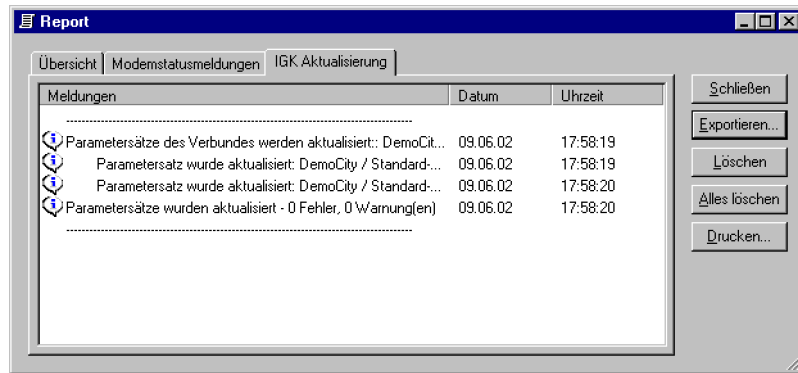 Report
Übersicht Modemstatusmeldungen IGK Aktualisierung
Meldungen Datum Uhrzeit
Parametersätze des Verbundes werden aktualisiert:: DemoCit... 09.06.02 17:58:19
Parametersatz wurde aktualisiert: DemoCity / Standard-... 09.06.02 17:58:19
Parametersatz wurde aktualisiert: DemoCity / Standard-... 09.06.02 17:58:20
Parametersätze wurden aktualisiert - 0 Fehler, 0 Warnung(en) 09.06.02 17:58:20
Schließen
Exportieren...
Löschen
Alles löschen
Drucken...